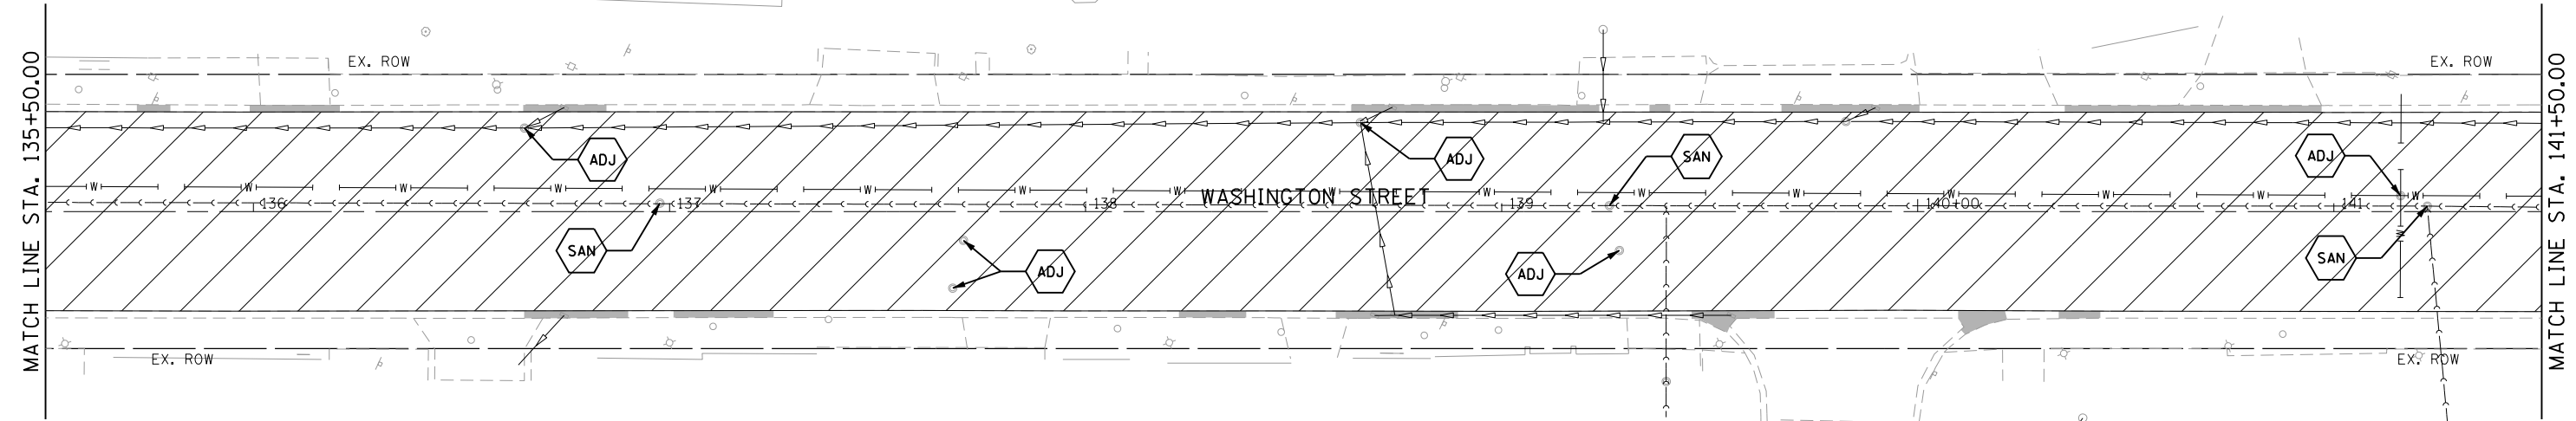 MATCH LINE STA. 135+50.00
EX. ROW
EX. ROW
MATCH LINE STA. 141+50.00
ADJ
ADJ
SAN
ADJ
W W W W W W W W W W W W W W W
WASHINGTON STREET
136 137 138 139 140+00 141
SAN
ADJ
ADJ
SAN
W
EX. ROW
EX. ROW